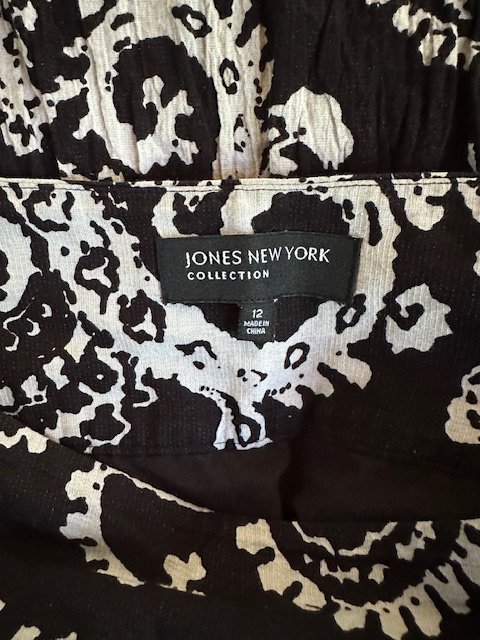 JONES NEW YORK
COLLECTION
12
MADE IN
CHINA